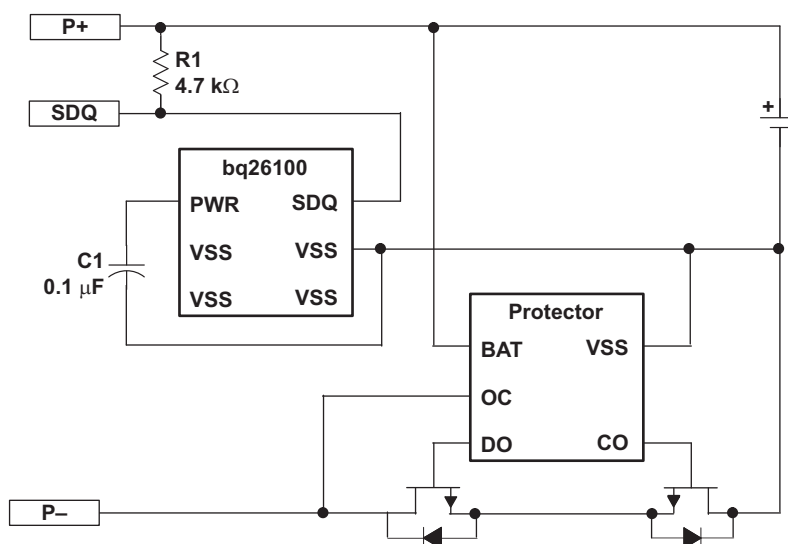 P+
R1
4.7 kΩ
SDQ
+
bq26100
PWR SDQ
VSS VSS
VSS VSS
C1
0.1 μF
Protector
BAT VSS
OC
DO CO
P–